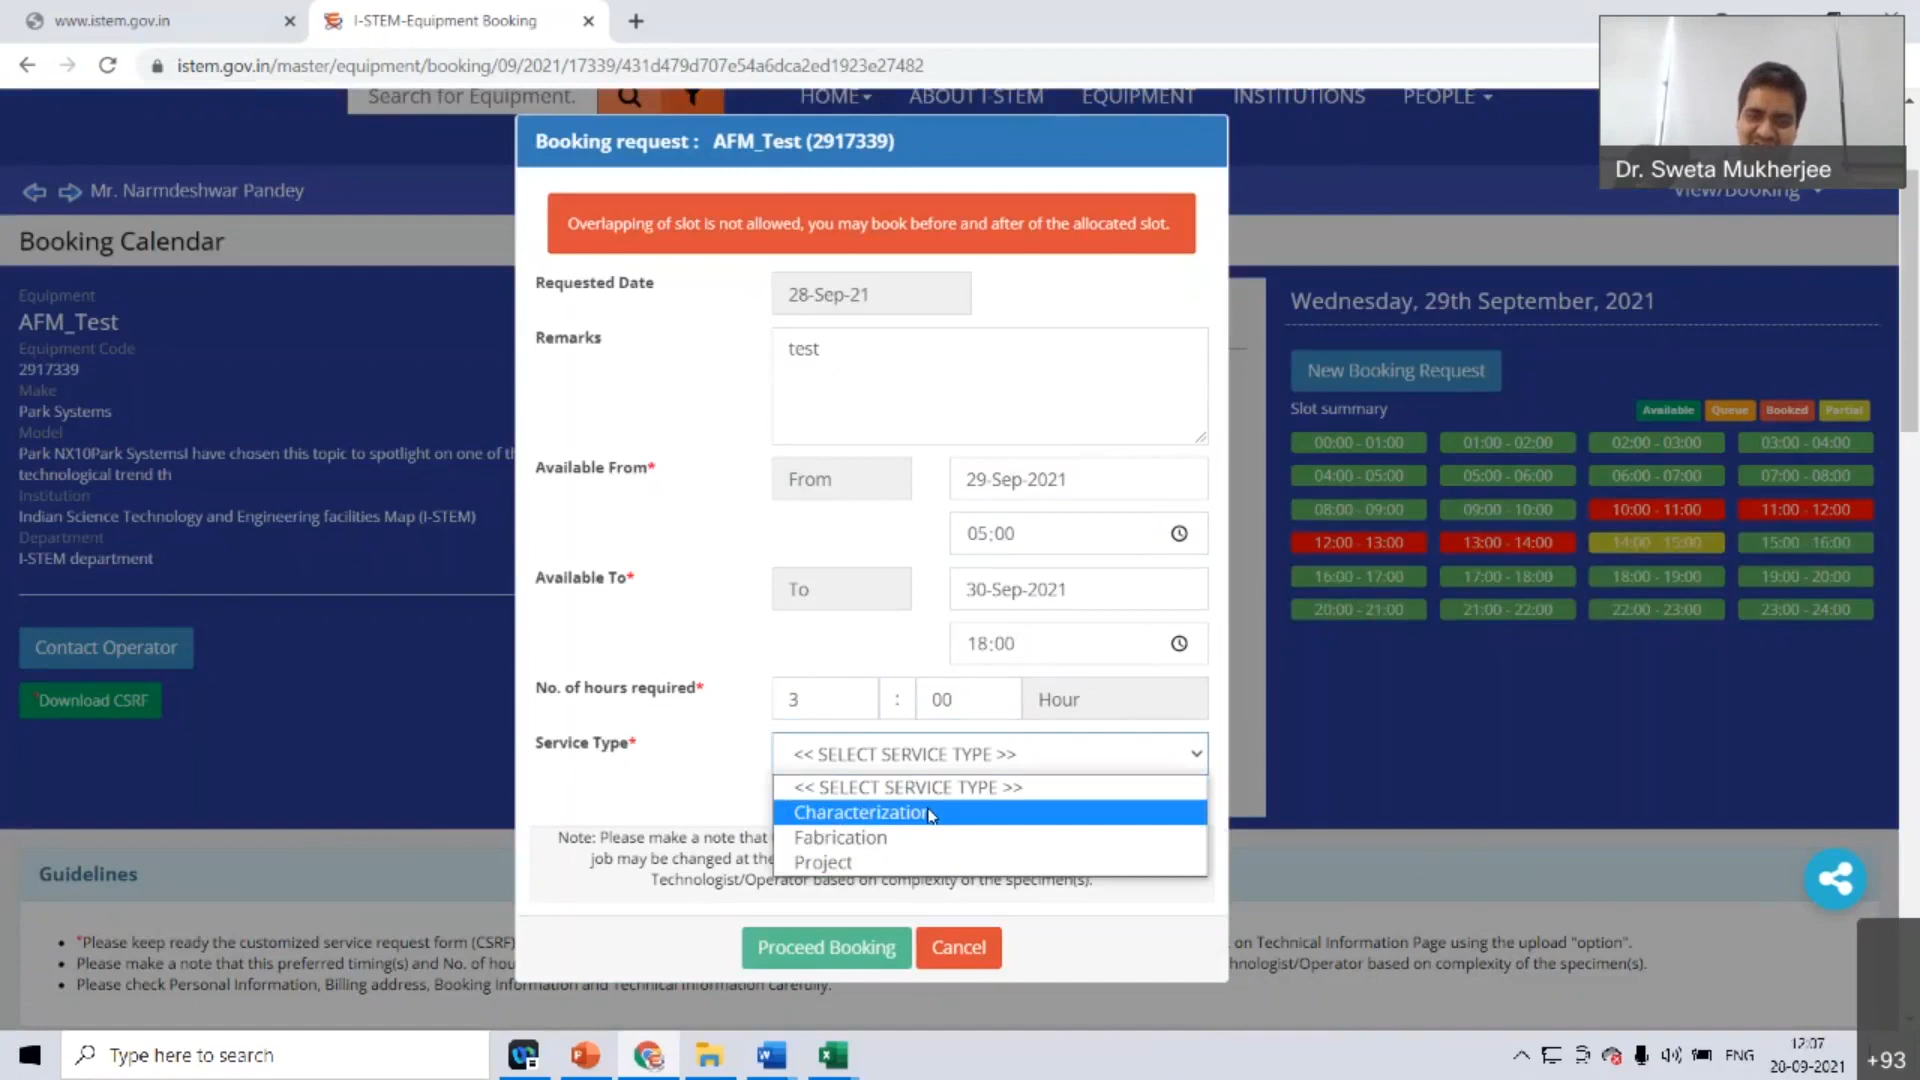 www.istem.gov.in
I-STEM-Equipment Booking
istem.gov.in/master/equipment/booking/09/2021/17339/431d479d707e54a6dca2ed1923e27482
Search for Equipment.
HOME
ABOUT I-STEM
EQUIPMENT
INSTITUTIONS
PEOPLE
Dr. Sweta Mukherjee
Mr. Narmdeshwar Pandey
View/Booking
Booking Calendar
Equipment
AFM_Test
Equipment Code
2917339
Make
Park Systems
Model
Park NX10Park SystemsI have chosen this topic to spotlight on one of th
technological trend th
Institution
Indian Science Technology and Engineering facilities Map (I-STEM)
Department
I-STEM department
Contact Operator
*Download CSRF
Booking request : AFM_Test (2917339)
Overlapping of slot is not allowed, you may book before and after of the allocated slot.
Requested Date
28-Sep-21
Remarks
test
Available From*
From
29-Sep-2021
05:00
Available To*
To
30-Sep-2021
18:00
No. of hours required*
3 : 00 Hour
Service Type*
<< SELECT SERVICE TYPE >>
<< SELECT SERVICE TYPE >>
Characterization
Fabrication
Project
Note: Please make a note that
job may be changed at the
Technologist/Operator based on complexity of the specimen(s).
Proceed Booking
Cancel
Wednesday, 29th September, 2021
New Booking Request
Slot summary
Available Queue Booked Partial
00:00 - 01:00 01:00 - 02:00 02:00 - 03:00 03:00 - 04:00
04:00 - 05:00 05:00 - 06:00 06:00 - 07:00 07:00 - 08:00
08:00 - 09:00 09:00 - 10:00 10:00 - 11:00 11:00 - 12:00
12:00 - 13:00 13:00 - 14:00 14:00 - 15:00 15:00 - 16:00
16:00 - 17:00 17:00 - 18:00 18:00 - 19:00 19:00 - 20:00
20:00 - 21:00 21:00 - 22:00 22:00 - 23:00 23:00 - 24:00
Guidelines
*Please keep ready the customized service request form (CSRF) on Technical Information Page using the upload "option".
Please make a note that this preferred timing(s) and No. of hou hnologist/Operator based on complexity of the specimen(s).
Please check Personal Information, Billing address, Booking Information and Technical Information carefully.
Type here to search
ENG
12:07
28-09-2021
+93